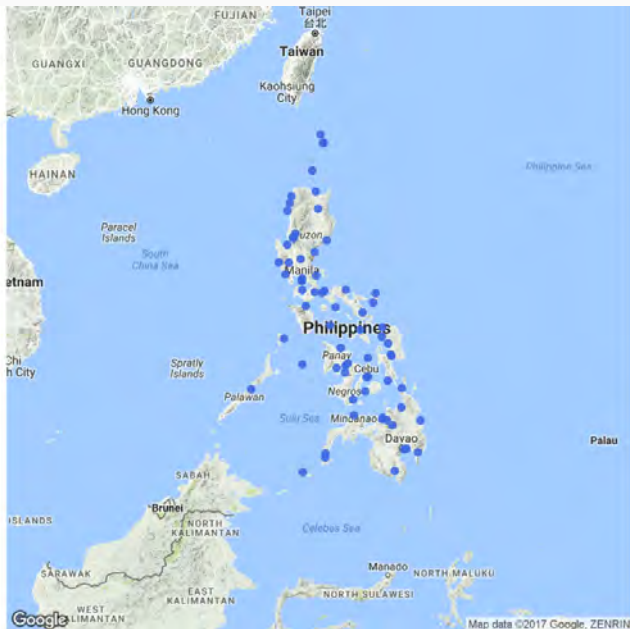 FUJIAN
Taipei
台北
Taiwan
GUANGXI
GUANGDONG
Kaohsiung
City
Hong Kong
HAINAN
Philippine Sea
Paracel
Islands
South
China Sea
Luzon
Manila
etnam
Philippines
Chi
h City
Spratly
Islands
Panay
Cebu
Palawan
Negros
Sulu Sea
Mindanao
Davao
Palau
SABAH
Brunei
ISLANDS
NORTH
KALIMANTAN
Celebes Sea
Manado
NORTH MALUKU
SARAWAK
EAST
KALIMANTAN
NORTH SULAWESI
WEST
KALIMANTAN
Google
Map data ©2017 Google, ZENRIN